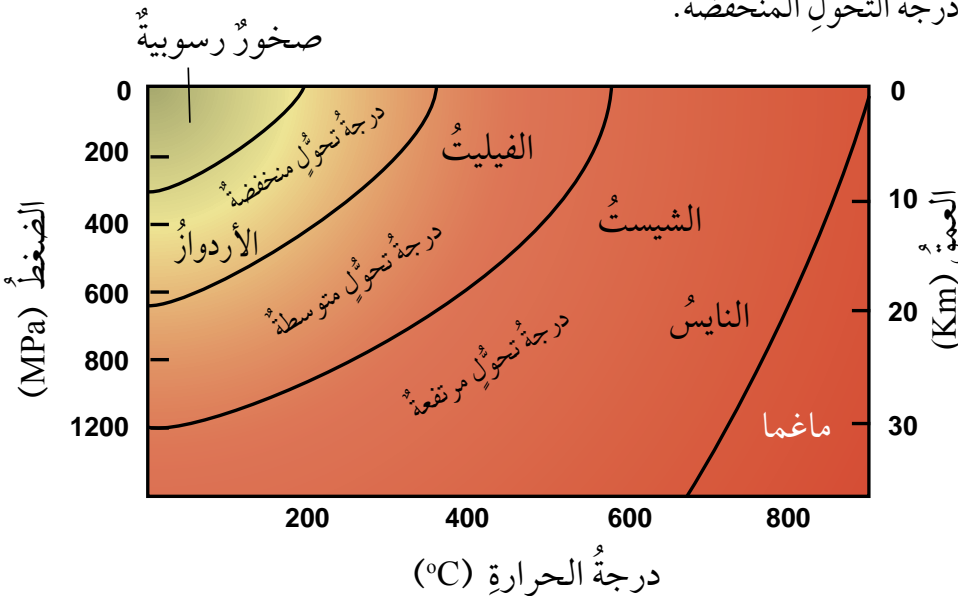 درجة التحولِ المنخفضة.
صخورٌ رسوبيةٌ
0
200
400
600
800
1200
الضغطُ (MPa)
0
10
20
30
العمقُ (Km)
درجةُ تحوُّلٍ منخفضةٌ
الأردوازُ
الفيليتُ
درجةُ تحوُّلٍ متوسطةٌ
الشيستُ
النايسُ
درجةُ تحوُّلٍ مرتفعةٌ
ماغما
200
400
600
800
درجةُ الحرارةِ (°C)